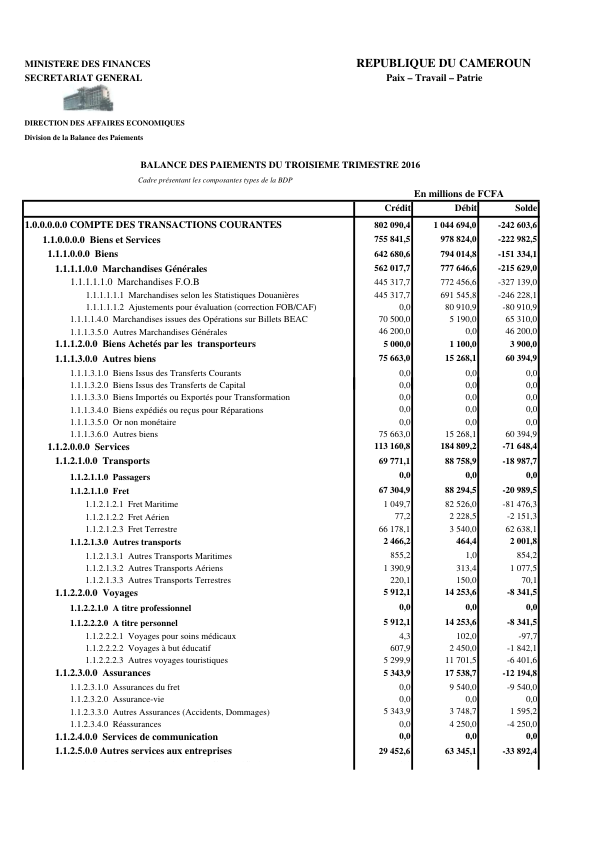 MINISTERE DES FINANCES
REPUBLIQUE DU CAMEROUN
SECRETARIAT GENERAL
Paix – Travail – Patrie
DIRECTION DES AFFAIRES ECONOMIQUES
Division de la Balance des Paiements
BALANCE DES PAIEMENTS DU TROISIEME TRIMESTRE 2016
Cadre présentant les composantes types de la BDP
En millions de FCFA
Crédit Débit Solde
1.0.0.0.0.0 COMPTE DES TRANSACTIONS COURANTES 802 090,4 1 044 694,0 -242 603,6
1.1.0.0.0.0 Biens et Services 755 841,5 978 824,0 -222 982,5
1.1.1.0.0.0 Biens 642 680,6 794 014,8 -151 334,1
1.1.1.1.0.0 Marchandises Générales 562 017,7 777 646,6 -215 629,0
1.1.1.1.1.0 Marchandises F.O.B 445 317,7 772 456,6 -327 139,0
1.1.1.1.1.1 Marchandises selon les Statistiques Douanières 445 317,7 691 545,8 -246 228,1
1.1.1.1.1.2 Ajustements pour évaluation (correction FOB/CAF) 0,0 80 910,9 -80 910,9
1.1.1.1.4.0 Marchandises issues des Opérations sur Billets BEAC 70 500,0 5 190,0 65 310,0
1.1.1.3.5.0 Autres Marchandises Générales 46 200,0 0,0 46 200,0
1.1.1.2.0.0 Biens Achetés par les transporteurs 5 000,0 1 100,0 3 900,0
1.1.1.3.0.0 Autres biens 75 663,0 15 268,1 60 394,9
1.1.1.3.1.0 Biens Issus des Transferts Courants 0,0 0,0 0,0
1.1.1.3.2.0 Biens Issus des Transferts de Capital 0,0 0,0 0,0
1.1.1.3.3.0 Biens Importés ou Exportés pour Transformation 0,0 0,0 0,0
1.1.1.3.4.0 Biens expédiés ou reçus pour Réparations 0,0 0,0 0,0
1.1.1.3.5.0 Or non monétaire 0,0 0,0 0,0
1.1.1.3.6.0 Autres biens 75 663,0 15 268,1 60 394,9
1.1.2.0.0.0 Services 113 160,8 184 809,2 -71 648,4
1.1.2.1.0.0 Transports 69 771,1 88 758,9 -18 987,7
1.1.2.1.1.0 Passagers 0,0 0,0 0,0
1.1.2.1.1.0 Fret 67 304,9 88 294,5 -20 989,5
1.1.2.1.2.1 Fret Maritime 1 049,7 82 526,0 -81 476,3
1.1.2.1.2.2 Fret Aérien 77,2 2 228,5 -2 151,3
1.1.2.1.2.3 Fret Terrestre 66 178,1 3 540,0 62 638,1
1.1.2.1.3.0 Autres transports 2 466,2 464,4 2 001,8
1.1.2.1.3.1 Autres Transports Maritimes 855,2 1,0 854,2
1.1.2.1.3.2 Autres Transports Aériens 1 390,9 313,4 1 077,5
1.1.2.1.3.3 Autres Transports Terrestres 220,1 150,0 70,1
1.1.2.2.0.0 Voyages 5 912,1 14 253,6 -8 341,5
1.1.2.2.1.0 A titre professionnel 0,0 0,0 0,0
1.1.2.2.2.0 A titre personnel 5 912,1 14 253,6 -8 341,5
1.1.2.2.2.1 Voyages pour soins médicaux 4,3 102,0 -97,7
1.1.2.2.2.2 Voyages à but éducatif 607,9 2 450,0 -1 842,1
1.1.2.2.2.3 Autres voyages touristiques 5 299,9 11 701,5 -6 401,6
1.1.2.3.0.0 Assurances 5 343,9 17 538,7 -12 194,8
1.1.2.3.1.0 Assurances du fret 0,0 9 540,0 -9 540,0
1.1.2.3.2.0 Assurance-vie 0,0 0,0 0,0
1.1.2.3.3.0 Autres Assurances (Accidents, Dommages) 5 343,9 3 748,7 1 595,2
1.1.2.3.4.0 Réassurances 0,0 4 250,0 -4 250,0
1.1.2.4.0.0 Services de communication 0,0 0,0 0,0
1.1.2.5.0.0 Autres services aux entreprises 29 452,6 63 345,1 -33 892,4